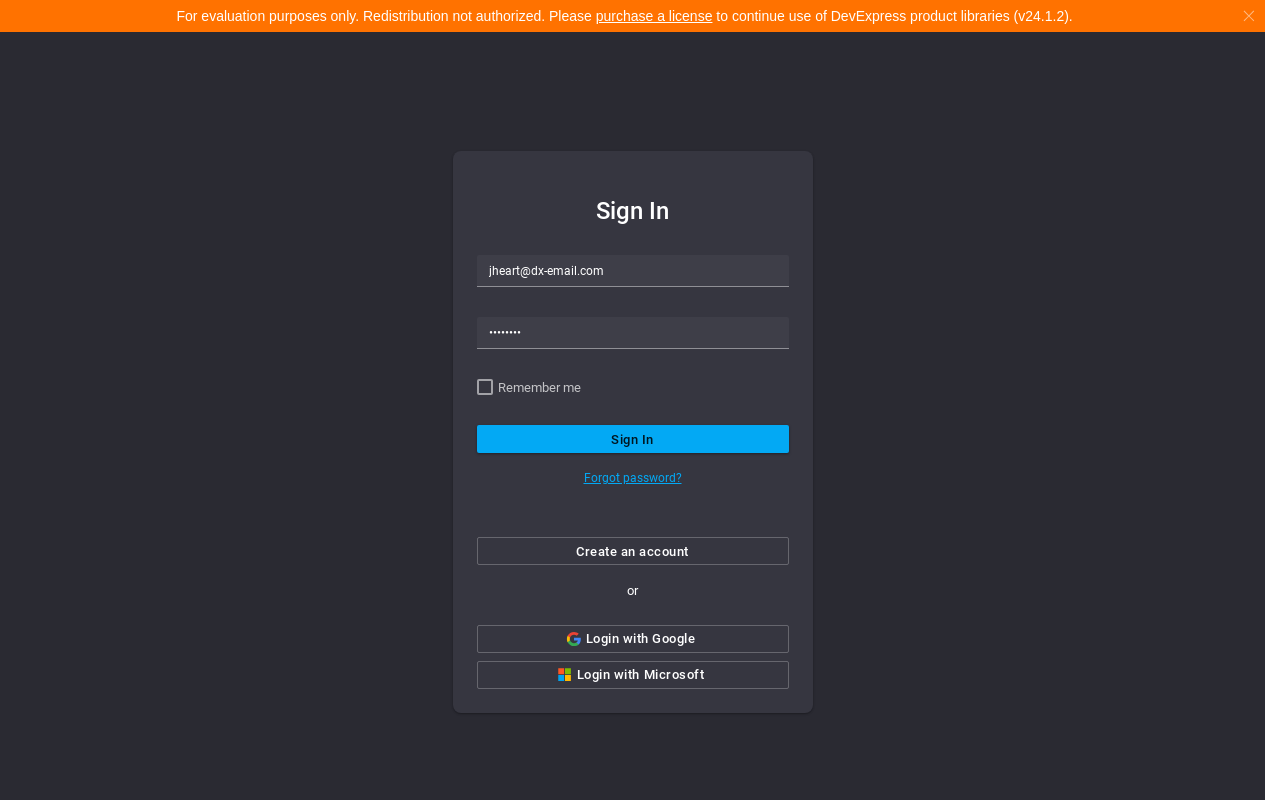 For evaluation purposes only. Redistribution not authorized. Please purchase a license to continue use of DevExpress product libraries (v24.1.2).
Sign In
jheart@dx-email.com
••••••••
Remember me
Sign In
Forgot password?
Create an account
or
Login with Google
Login with Microsoft